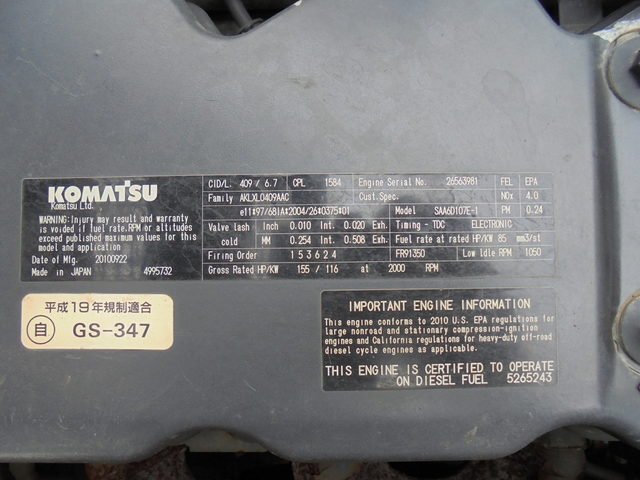 KOMATSU
Komatsu Ltd.
WARNING:Injury may result and warranty
is voided if fuel rate.RPM or altitudes
exceed published maximum values for this
model and application
Date of Mfg. 20100922
Made in JAPAN 4995732
CID/L. 409 / 6.7 CPL 1584 Engine Serial No. 26563981 FEL EPA
Family AKLXL0409AAC Cust.Spec. NOx 4.0
e11*97/68IA*2004/26*0375*01 Model SAA6D107E-1 PM 0.24
Valve lash Inch 0.010 Int. 0.020 Exh. Timing - TDC ELECTRONIC
cold MM 0.254 Int. 0.508 Exh. Fuel rate at rated HP/KW 85 mm3/st
Firing Order 1 5 3 6 2 4 FR91350 Low Idle RPM 1050
Gross Rated HP/KW 155 / 116 at 2000 RPM
平成19年規制適合
自 GS-347
IMPORTANT ENGINE INFORMATION
This engine conforms to 2010 U.S. EPA regulations for
large nonroad and stationary compression-ignition
engines and California regulations for heavy-duty off-road
diesel cycle engines as applicable.
THIS ENGINE IS CERTIFIED TO OPERATE
ON DIESEL FUEL 5265243